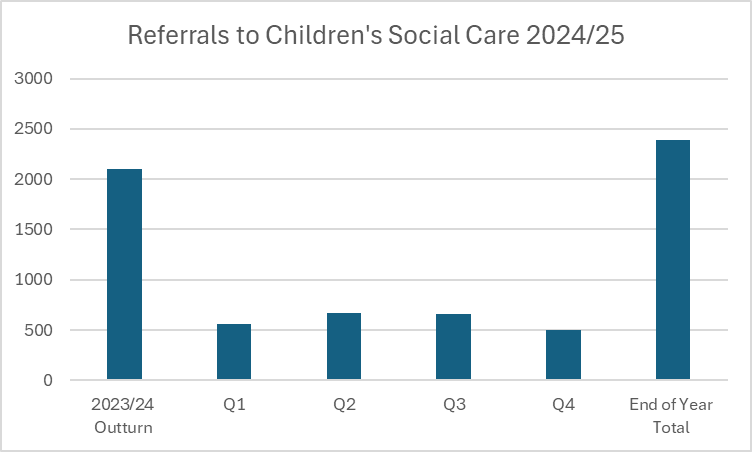 Referrals to Children's Social Care 2024/25
3000
2500
2000
1500
1000
500
0
2023/24
Outturn
Q1
Q2
Q3
Q4
End of Year
Total